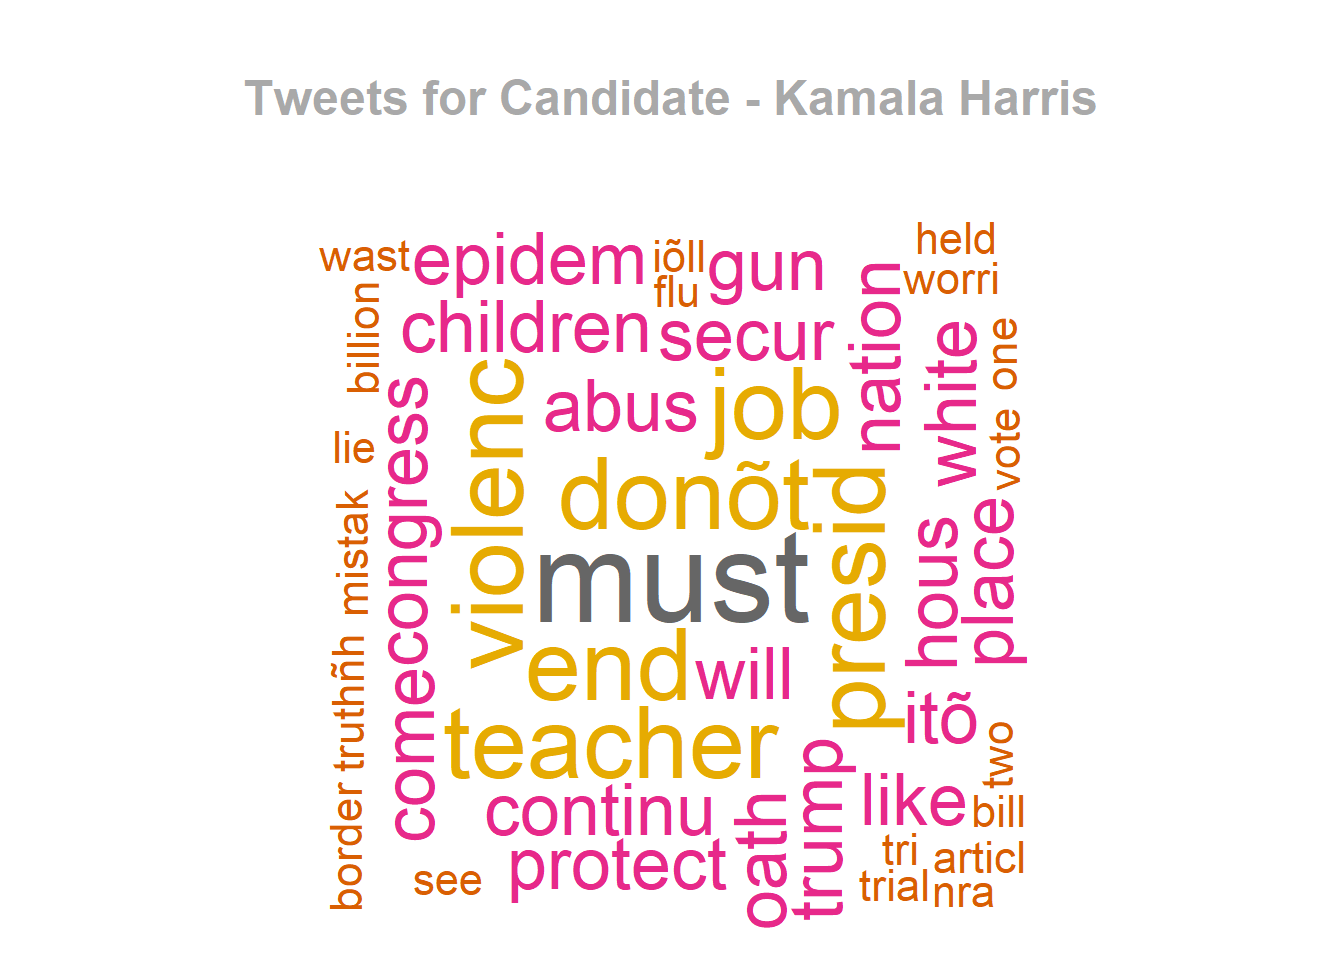 Tweets for Candidate - Kamala Harris
held
wast
epidem
iõll
gun
worri
flu
billion
children
secur
nation
white
one
violenc
congress
abus
job
vote
lie
donõt
presid
mistak
must
hous
place
truthñh
end
will
come
teacher
itõ
two
border
continu
oath
trump
like
bill
protect
tri
articl
see
trial
nra